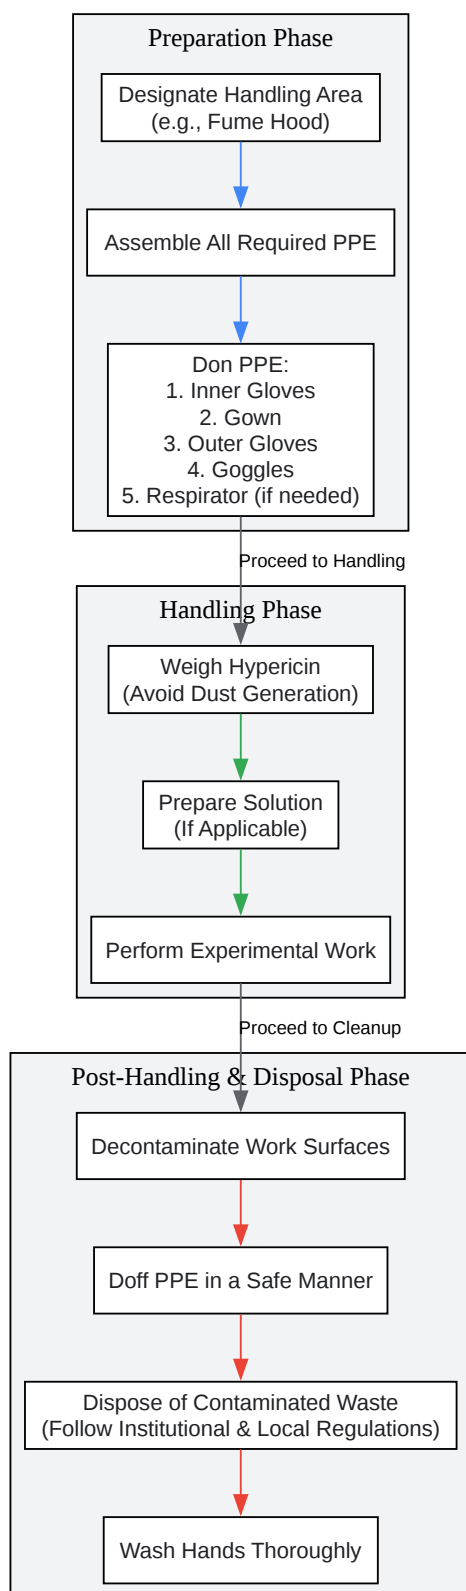 Preparation Phase
Designate Handling Area
(e.g., Fume Hood)
Assemble All Required PPE
Don PPE:
1. Inner Gloves
2. Gown
3. Outer Gloves
4. Goggles
5. Respirator (if needed)
Proceed to Handling
Handling Phase
Weigh Hypericin
(Avoid Dust Generation)
Prepare Solution
(If Applicable)
Perform Experimental Work
Proceed to Cleanup
Post-Handling & Disposal Phase
Decontaminate Work Surfaces
Doff PPE in a Safe Manner
Dispose of Contaminated Waste
(Follow Institutional & Local Regulations)
Wash Hands Thoroughly